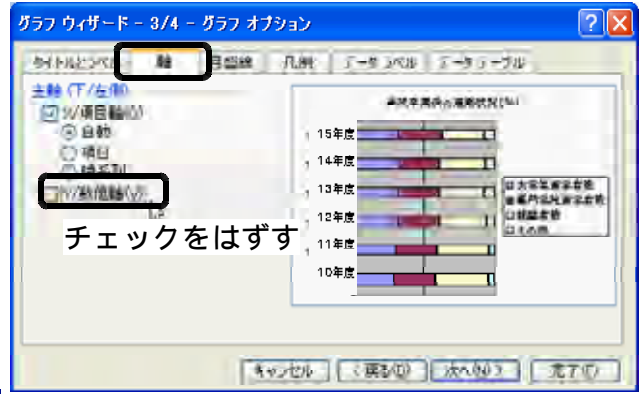 グラフ ウィザード - 3/4 - グラフ オプション
タイトルとラベル 軸 目盛線 凡例 データ ラベル データ テーブル
主軸 (下/左側)
X/項目軸(X)
自動
項目
時系列
Y/数値軸(V)
チェックをはずす
15年度
14年度
13年度
12年度
11年度
10年度
その他
キャンセル < 戻る(B) 次へ(N) > 完了(F)